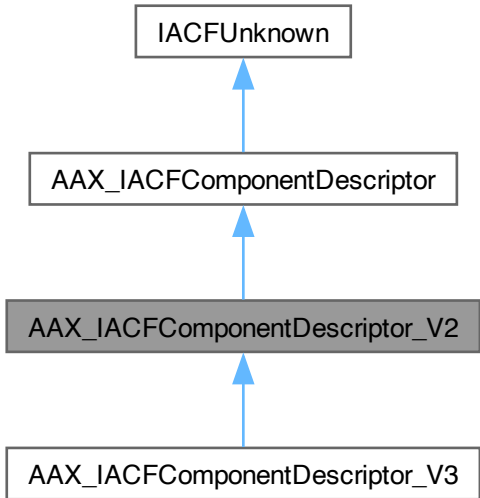 IACFUnknown
AAX_IACFComponentDescriptor
AAX_IACFComponentDescriptor_V2
AAX_IACFComponentDescriptor_V3